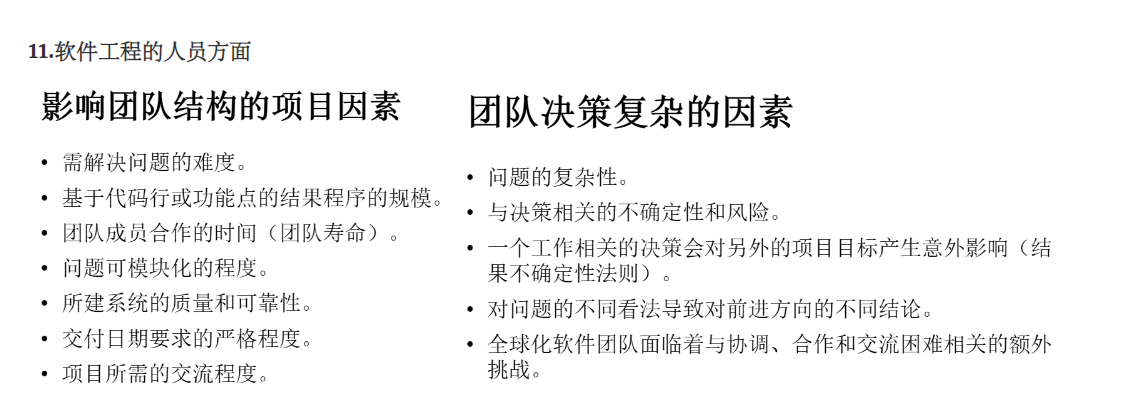 11.软件工程的人员方面
影响团队结构的项目因素
• 需解决问题的难度。
• 基于代码行或功能点的结果程序的规模。
• 团队成员合作的时间（团队寿命）。
• 问题可模块化的程度。
• 所建系统的质量和可靠性。
• 交付日期要求的严格程度。
• 项目所需的交流程度。
团队决策复杂的因素
• 问题的复杂性。
• 与决策相关的不确定性和风险。
• 一个工作相关的决策会对另外的项目目标产生意外影响（结
果不确定性法则）。
• 对问题的不同看法导致对前进方向的不同结论。
• 全球化软件团队面临着与协调、合作和交流困难相关的额外
挑战。